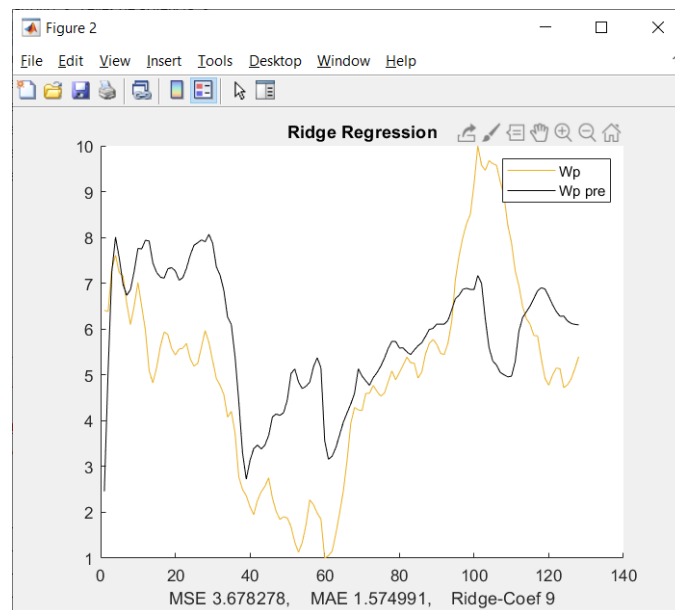 Figure 2
File Edit View Insert Tools Desktop Window Help
Ridge Regression
Wp
Wp pre
10
9
8
7
6
5
4
3
2
1
0 20 40 60 80 100 120 140
MSE 3.678278, MAE 1.574991, Ridge-Coef 9